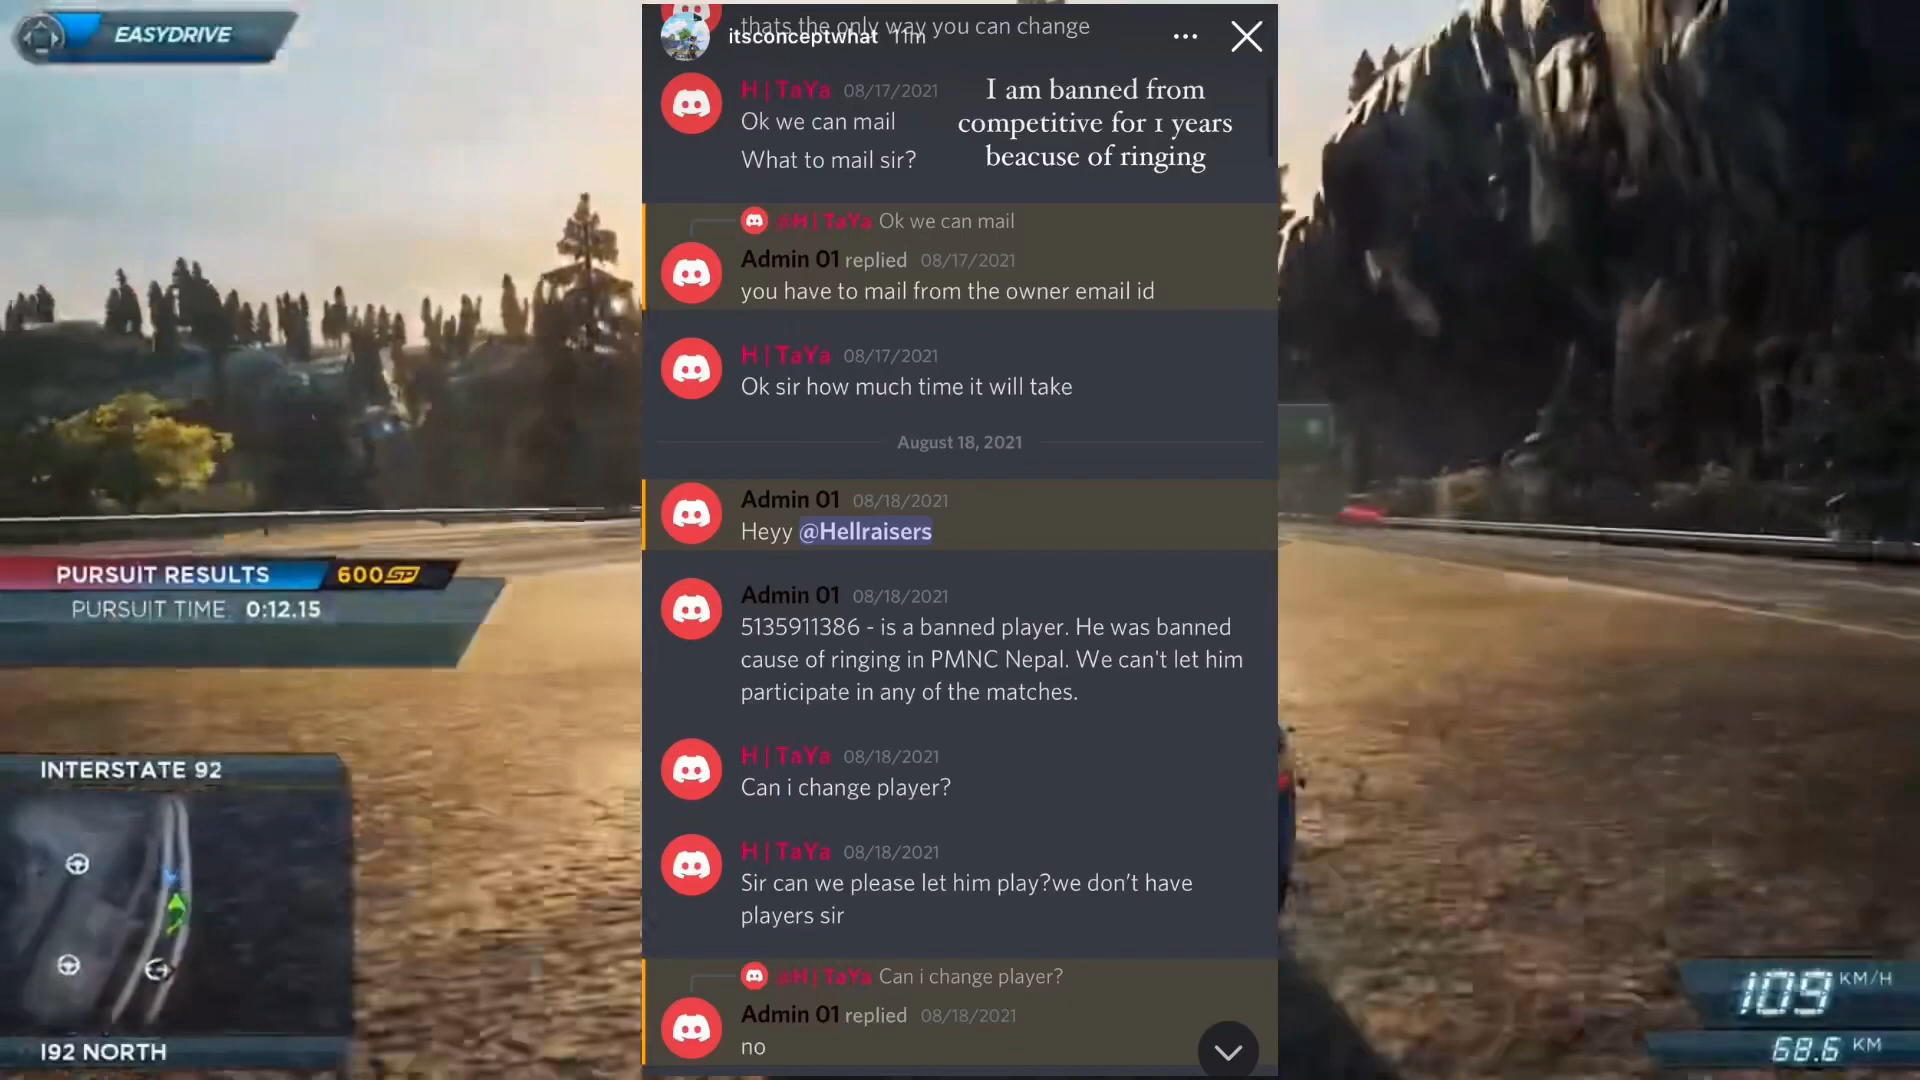 EASYDRIVE
thats the only way you can change
itsconceptwhat 11m
H | TaYa 08/17/2021
Ok we can mail
What to mail sir?
I am banned from
competitive for 1 years
beacuse of ringing
@H | TaYa Ok we can mail
Admin 01 replied 08/17/2021
you have to mail from the owner email id
H | TaYa 08/17/2021
Ok sir how much time it will take
August 18, 2021
Admin 01 08/18/2021
Heyy @Hellraisers
Admin 01 08/18/2021
5135911386 - is a banned player. He was banned
cause of ringing in PMNC Nepal. We can't let him
participate in any of the matches.
H | TaYa 08/18/2021
Can i change player?
H | TaYa 08/18/2021
Sir can we please let him play?we don't have
players sir
@H | TaYa Can i change player?
Admin 01 replied 08/18/2021
no
PURSUIT RESULTS 600 SP
PURSUIT TIME: 0:12.15
INTERSTATE 92
I92 NORTH
109 KM/H
68.6 KM